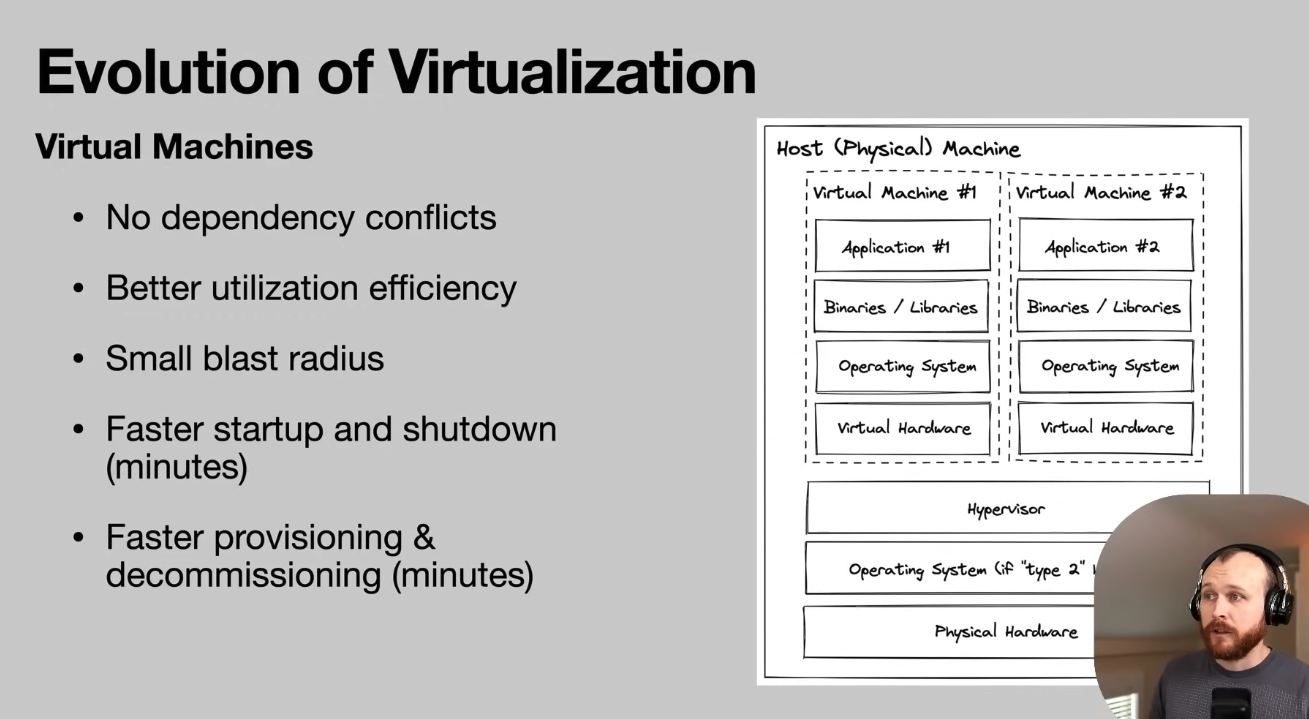 Evolution of Virtualization
Virtual Machines
• No dependency conflicts
• Better utilization efficiency
• Small blast radius
• Faster startup and shutdown
(minutes)
• Faster provisioning &
decommissioning (minutes)
Host (Physical) Machine
Virtual Machine #1
Application #1
Binaries / Libraries
Operating System
Virtual Hardware
Virtual Machine #2
Application #2
Binaries / Libraries
Operating System
Virtual Hardware
Hypervisor
Operating System (if "type 2"
Physical Hardware